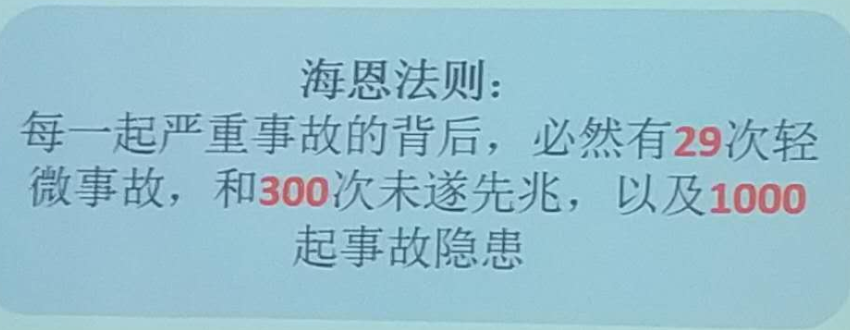 海恩法则：
每一起严重事故的背后，必然有29次轻
微事故，和300次未遂先兆，以及1000
起事故隐患